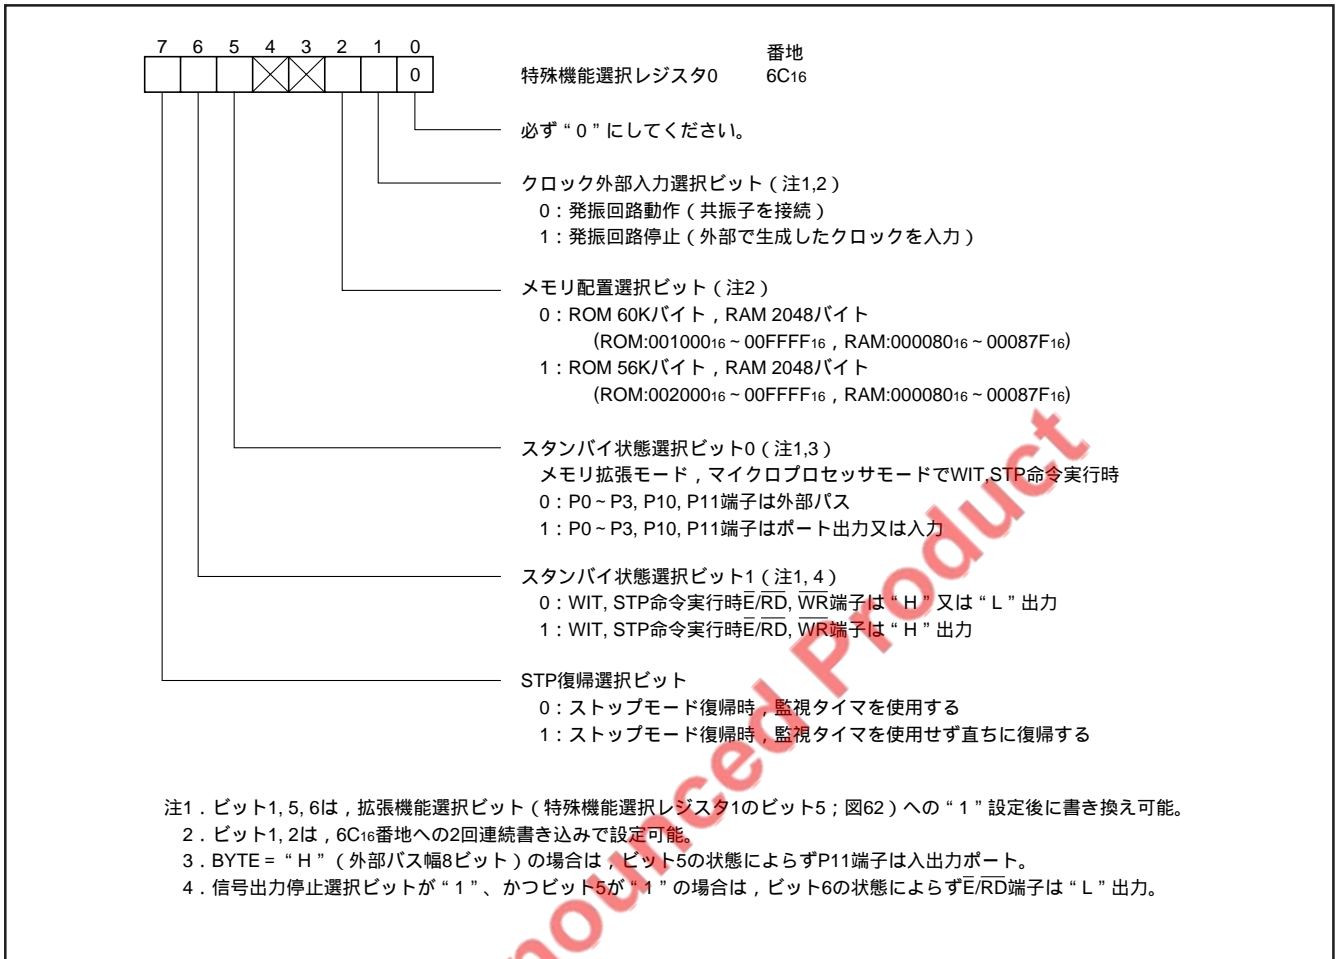 7 6 5 4 3 2 1 0
番地
0
特殊機能選択レジスタ0 6C16
必ず“0”にしてください。
クロック外部入力選択ビット(注1,2)
0:発振回路動作(共振子を接続)
1:発振回路停止(外部で生成したクロックを入力)
メモリ配置選択ビット(注2)
0:ROM 60Kバイト,RAM 2048バイト
(ROM:00100016~00FFFF16,RAM:00008016~00087F16)
1:ROM 56Kバイト,RAM 2048バイト
(ROM:00200016~00FFFF16,RAM:00008016~00087F16)
スタンバイ状態選択ビット0(注1,3)
メモリ拡張モード,マイクロプロセッサモードでWIT,STP命令実行時
0:P0~P3, P10, P11端子は外部バス
1:P0~P3, P10, P11端子はポート出力又は入力
スタンバイ状態選択ビット1(注1, 4)
0:WIT, STP命令実行時E̅/R̅D̅, W̅R̅端子は“H”又は“L”出力
1:WIT, STP命令実行時E̅/R̅D̅, W̅R̅端子は“H”出力
STP復帰選択ビット
0:ストップモード復帰時,監視タイマを使用する
1:ストップモード復帰時,監視タイマを使用せず直ちに復帰する
注1.ビット1, 5, 6は,拡張機能選択ビット(特殊機能選択レジスタ1のビット5;図62)への“1”設定後に書き換え可能。
2.ビット1, 2は,6C16番地への2回連続書き込みで設定可能。
3.BYTE=“H”(外部バス幅8ビット)の場合は,ビット5の状態によらずP11端子は入出力ポート。
4.信号出力停止選択ビットが“1”、かつビット5が“1”の場合は,ビット6の状態によらずE̅/R̅D̅端子は“L”出力。
nounced Product